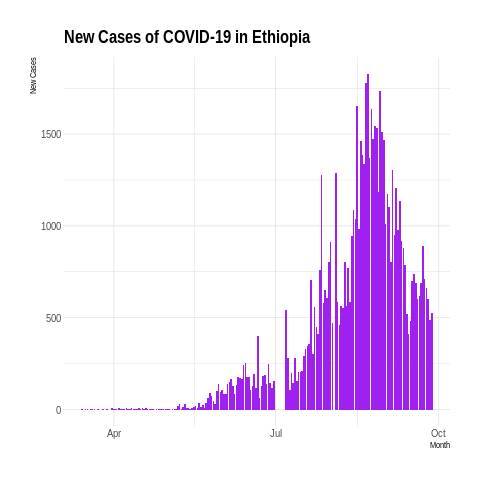 New Cases of COVID-19 in Ethiopia
New Cases
1500
1000
500
0
Apr
Jul
Oct
Month